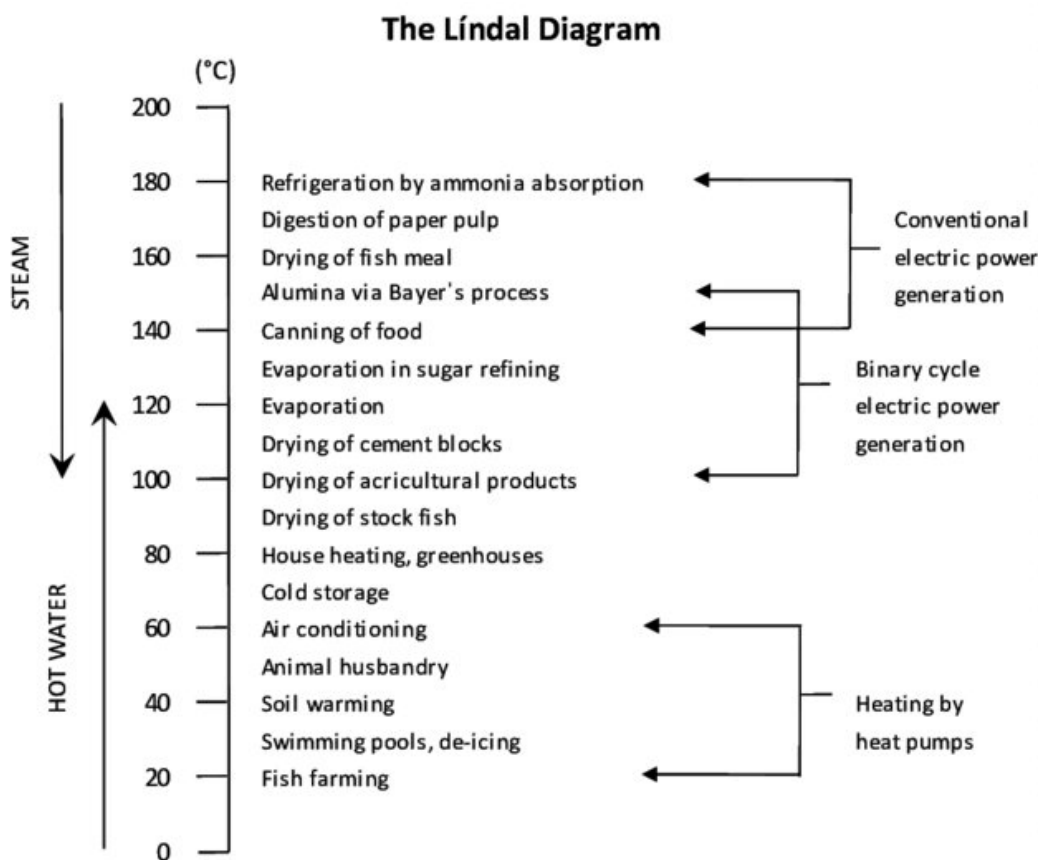 The Líndal Diagram
(°C)
200
180
Refrigeration by ammonia absorption
Digestion of paper pulp
160
Drying of fish meal
Alumina via Bayer's process
140
Canning of food
Evaporation in sugar refining
120
Evaporation
Drying of cement blocks
100
Drying of acricultural products
Drying of stock fish
80
House heating, greenhouses
Cold storage
60
Air conditioning
Animal husbandry
40
Soil warming
Swimming pools, de-icing
20
Fish farming
0
STEAM
HOT WATER
Conventional
electric power
generation
Binary cycle
electric power
generation
Heating by
heat pumps